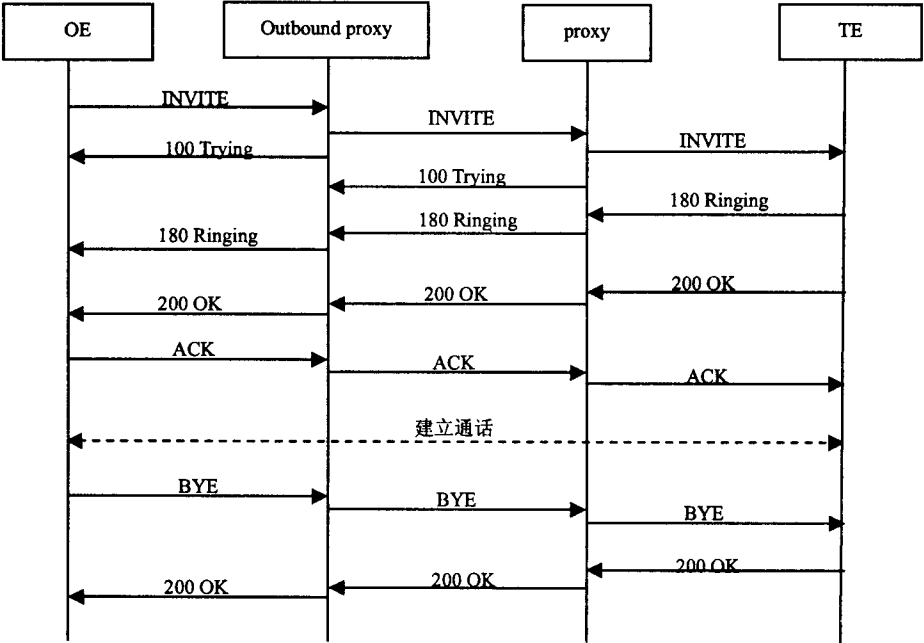 OE
Outbound proxy
proxy
TE
INVITE
INVITE
INVITE
100 Trying
100 Trying
180 Ringing
180 Ringing
180 Ringing
200 OK
200 OK
200 OK
ACK
ACK
ACK
建立通话
BYE
BYE
BYE
200 OK
200 OK
200 OK